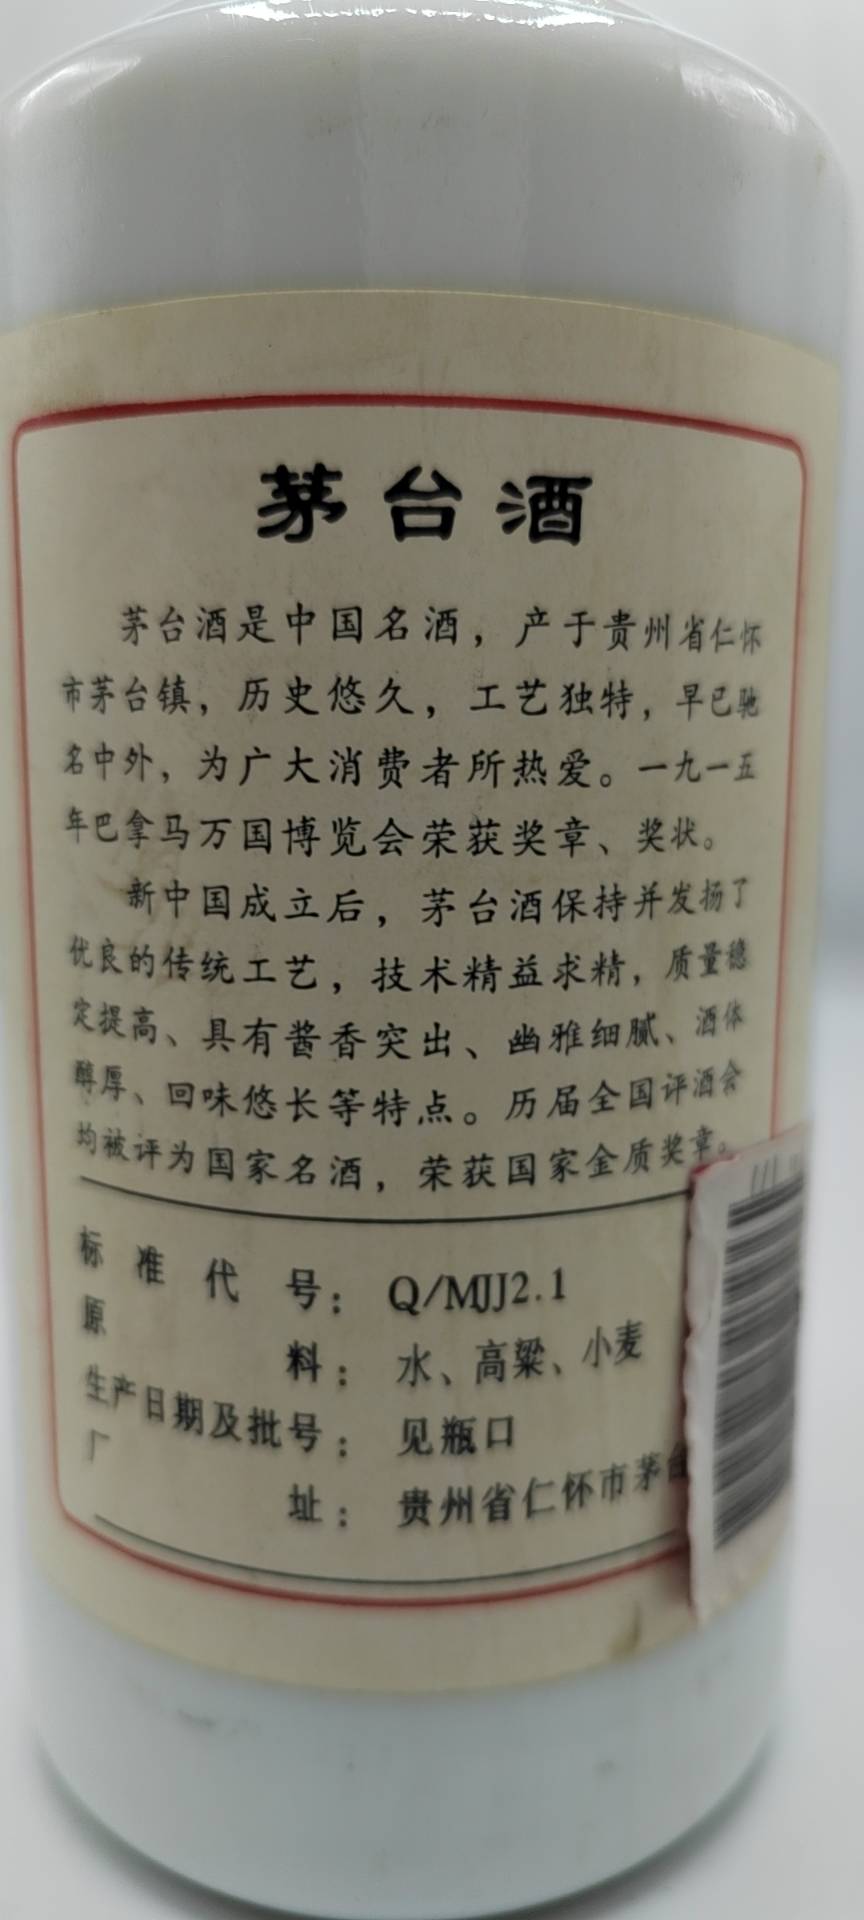 茅台酒
茅台酒是中国名酒，产于贵州省仁怀
市茅台镇，历史悠久，工艺独特，早已驰
名中外，为广大消费者所热爱。一九一五
年巴拿马万国博览会荣获奖章、奖状。
新中国成立后，茅台酒保持并发扬了
优良的传统工艺，技术精益求精，质量稳
定提高、具有酱香突出、幽雅细腻、酒体
醇厚、回味悠长等特点。历届全国评酒会
均被评为国家名酒，荣获国家金质奖章。
标准代号： Q/MJJ2.1
原料： 水、高粱、小麦
生产日期及批号： 见瓶口
厂址： 贵州省仁怀市茅台